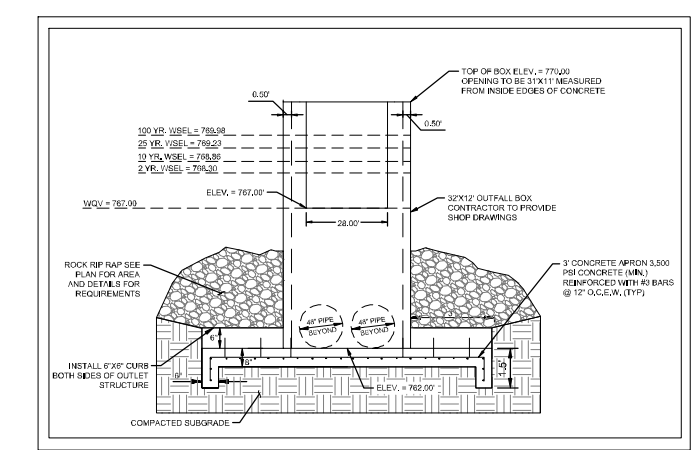 TOP OF BOX ELEV. = 770.00
OPENING TO BE 31'X11' MEASURED
FROM INSIDE EDGES OF CONCRETE
0.50'
0.50'
100 YR. WSEL = 769.98
25 YR. WSEL = 769.23
10 YR. WSEL = 768.86
2 YR. WSEL = 768.30
ELEV. = 767.00'
WQV = 767.00
28.00'
32'X12' OUTFALL BOX
CONTRACTOR TO PROVIDE
SHOP DRAWINGS
ROCK RIP RAP SEE
PLAN FOR AREA
AND DETAILS FOR
REQUIREMENTS
3' CONCRETE APRON 3,500
PSI CONCRETE (MIN.)
REINFORCED WITH #3 BARS
@ 12" O.C.E.W. (TYP)
3'
48" PIPE
BEYOND
48" PIPE
BEYOND
6"
INSTALL 6"X6" CURB
BOTH SIDES OF OUTLET
STRUCTURE
6"
6"
1.5'
ELEV. = 762.00'
COMPACTED SUBGRADE